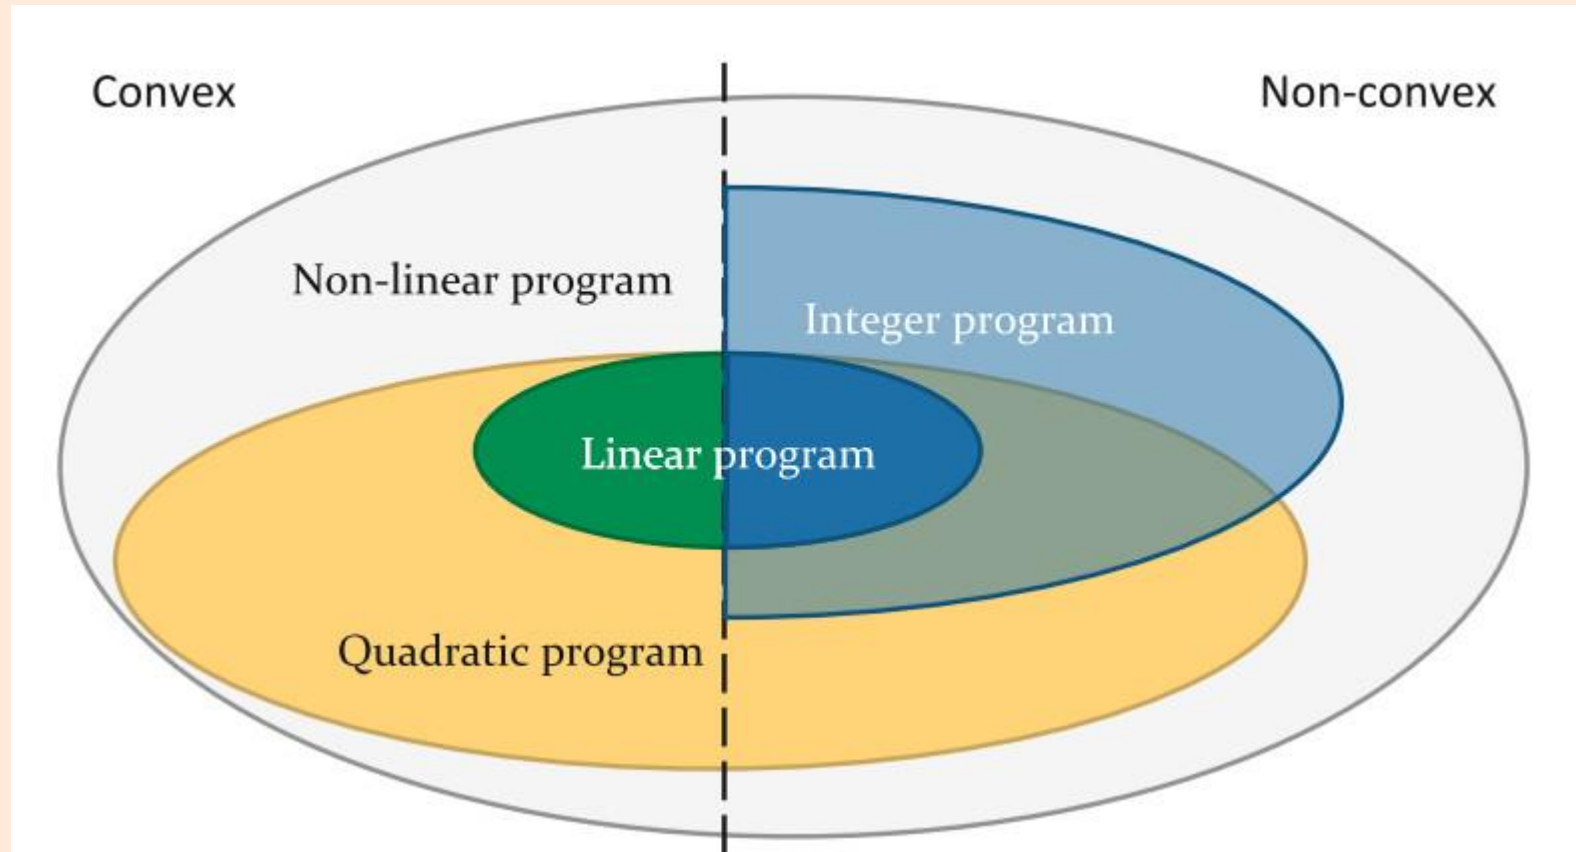 Convex
Non-convex
Non-linear program
Integer program
Linear program
Quadratic program